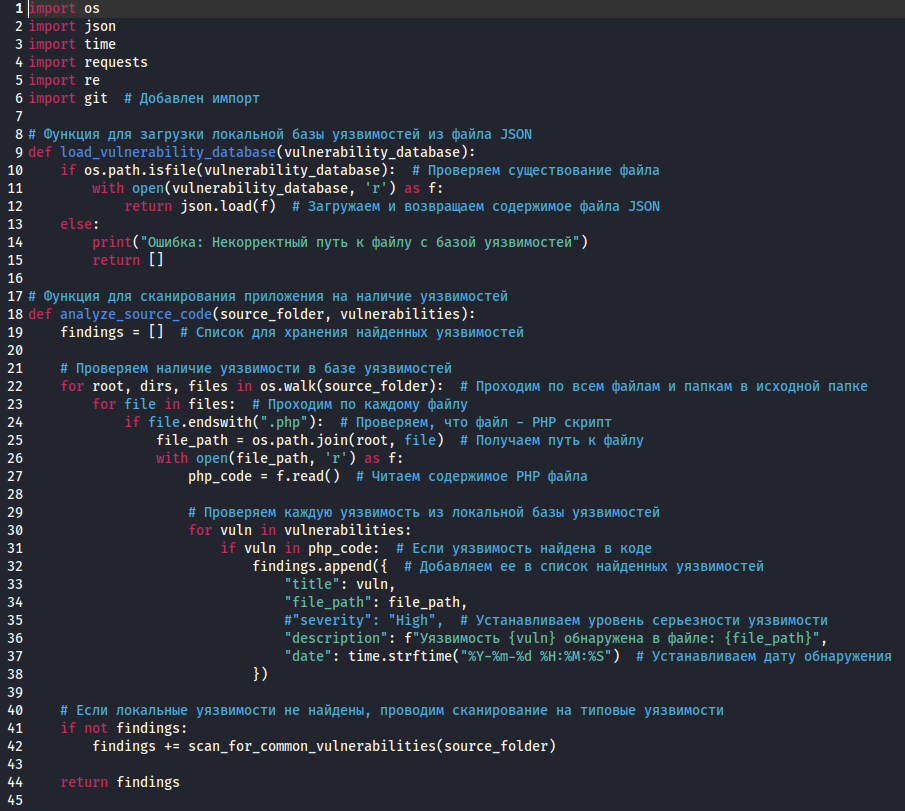 1 import os
2 import json
3 import time
4 import requests
5 import re
6 import git  # Добавлен импорт
7
8 # Функция для загрузки локальной базы уязвимостей из файла JSON
9 def load_vulnerability_database(vulnerability_database):
10     if os.path.isfile(vulnerability_database):  # Проверяем существование файла
11         with open(vulnerability_database, 'r') as f:
12             return json.load(f)  # Загружаем и возвращаем содержимое файла JSON
13     else:
14         print("Ошибка: Некорректный путь к файлу с базой уязвимостей")
15         return []
16
17 # Функция для сканирования приложения на наличие уязвимостей
18 def analyze_source_code(source_folder, vulnerabilities):
19     findings = []  # Список для хранения найденных уязвимостей
20
21     # Проверяем наличие уязвимости в базе уязвимостей
22     for root, dirs, files in os.walk(source_folder):  # Проходим по всем файлам и папкам в исходной папке
23         for file in files:  # Проходим по каждому файлу
24             if file.endswith(".php"):  # Проверяем, что файл - PHP скрипт
25                 file_path = os.path.join(root, file)  # Получаем путь к файлу
26                 with open(file_path, 'r') as f:
27                     php_code = f.read()  # Читаем содержимое PHP файла
28
29                     # Проверяем каждую уязвимость из локальной базы уязвимостей
30                     for vuln in vulnerabilities:
31                         if vuln in php_code:  # Если уязвимость найдена в коде
32                             findings.append({  # Добавляем ее в список найденных уязвимостей
33                                 "title": vuln,
34                                 "file_path": file_path,
35                                 #"severity": "High",  # Устанавливаем уровень серьезности уязвимости
36                                 "description": f"Уязвимость {vuln} обнаружена в файле: {file_path}",
37                                 "date": time.strftime("%Y-%m-%d %H:%M:%S")  # Устанавливаем дату обнаружения
38                             })
39
40     # Если локальные уязвимости не найдены, проводим сканирование на типовые уязвимости
41     if not findings:
42         findings += scan_for_common_vulnerabilities(source_folder)
43
44     return findings
45